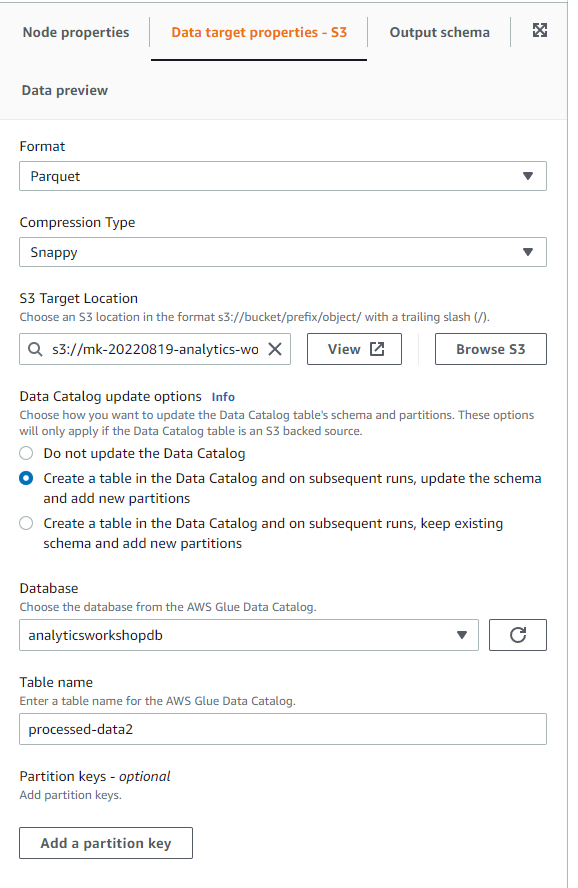 Node properties
Data target properties - S3
Output schema
Data preview
Format
Parquet
Compression Type
Snappy
S3 Target Location
Choose an S3 location in the format s3://bucket/prefix/object/ with a trailing slash (/).
s3://mk-20220819-analytics-wo
View
Browse S3
Data Catalog update options Info
Choose how you want to update the Data Catalog table's schema and partitions. These options
will only apply if the Data Catalog table is an S3 backed source.
Do not update the Data Catalog
Create a table in the Data Catalog and on subsequent runs, update the schema
and add new partitions
Create a table in the Data Catalog and on subsequent runs, keep existing
schema and add new partitions
Database
Choose the database from the AWS Glue Data Catalog.
analyticsworkshopdb
Table name
Enter a table name for the AWS Glue Data Catalog.
processed-data2
Partition keys - optional
Add partition keys.
Add a partition key